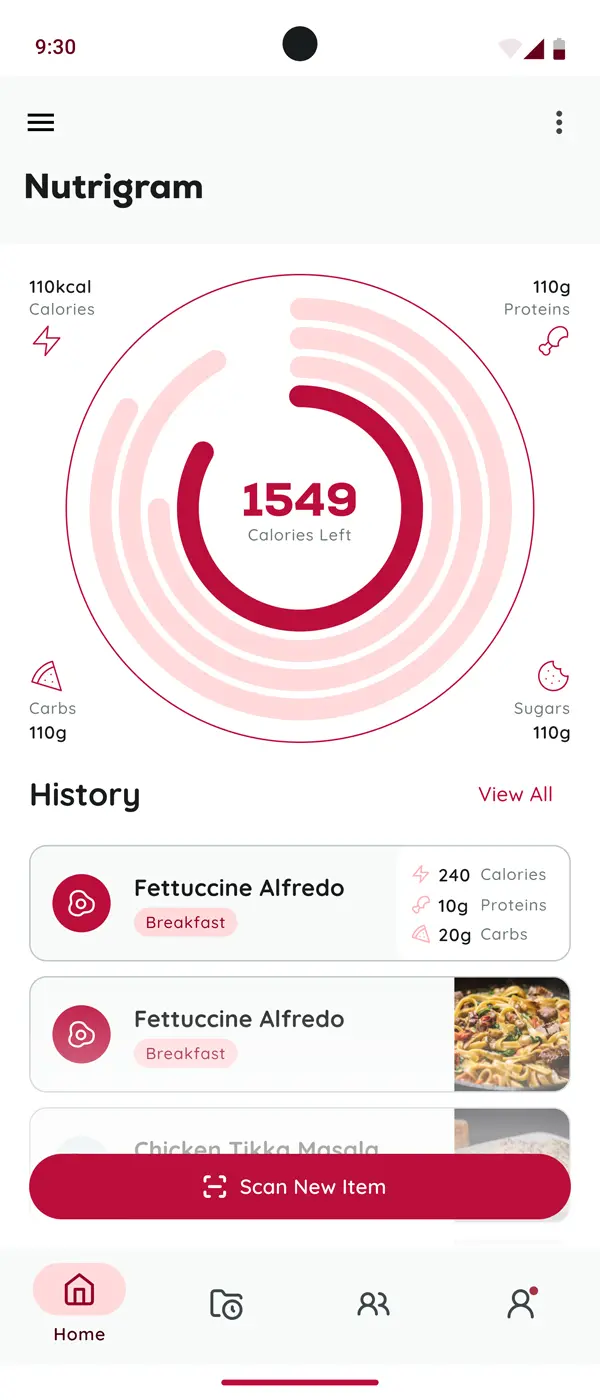 9:30
Nutrigram
110kcal
Calories
110g
Proteins
1549
Calories Left
Carbs
110g
Sugars
110g
History
View All
Fettuccine Alfredo
Breakfast
240 Calories
10g Proteins
20g Carbs
Fettuccine Alfredo
Breakfast
Chicken Tikka Masala
Scan New Item
Home